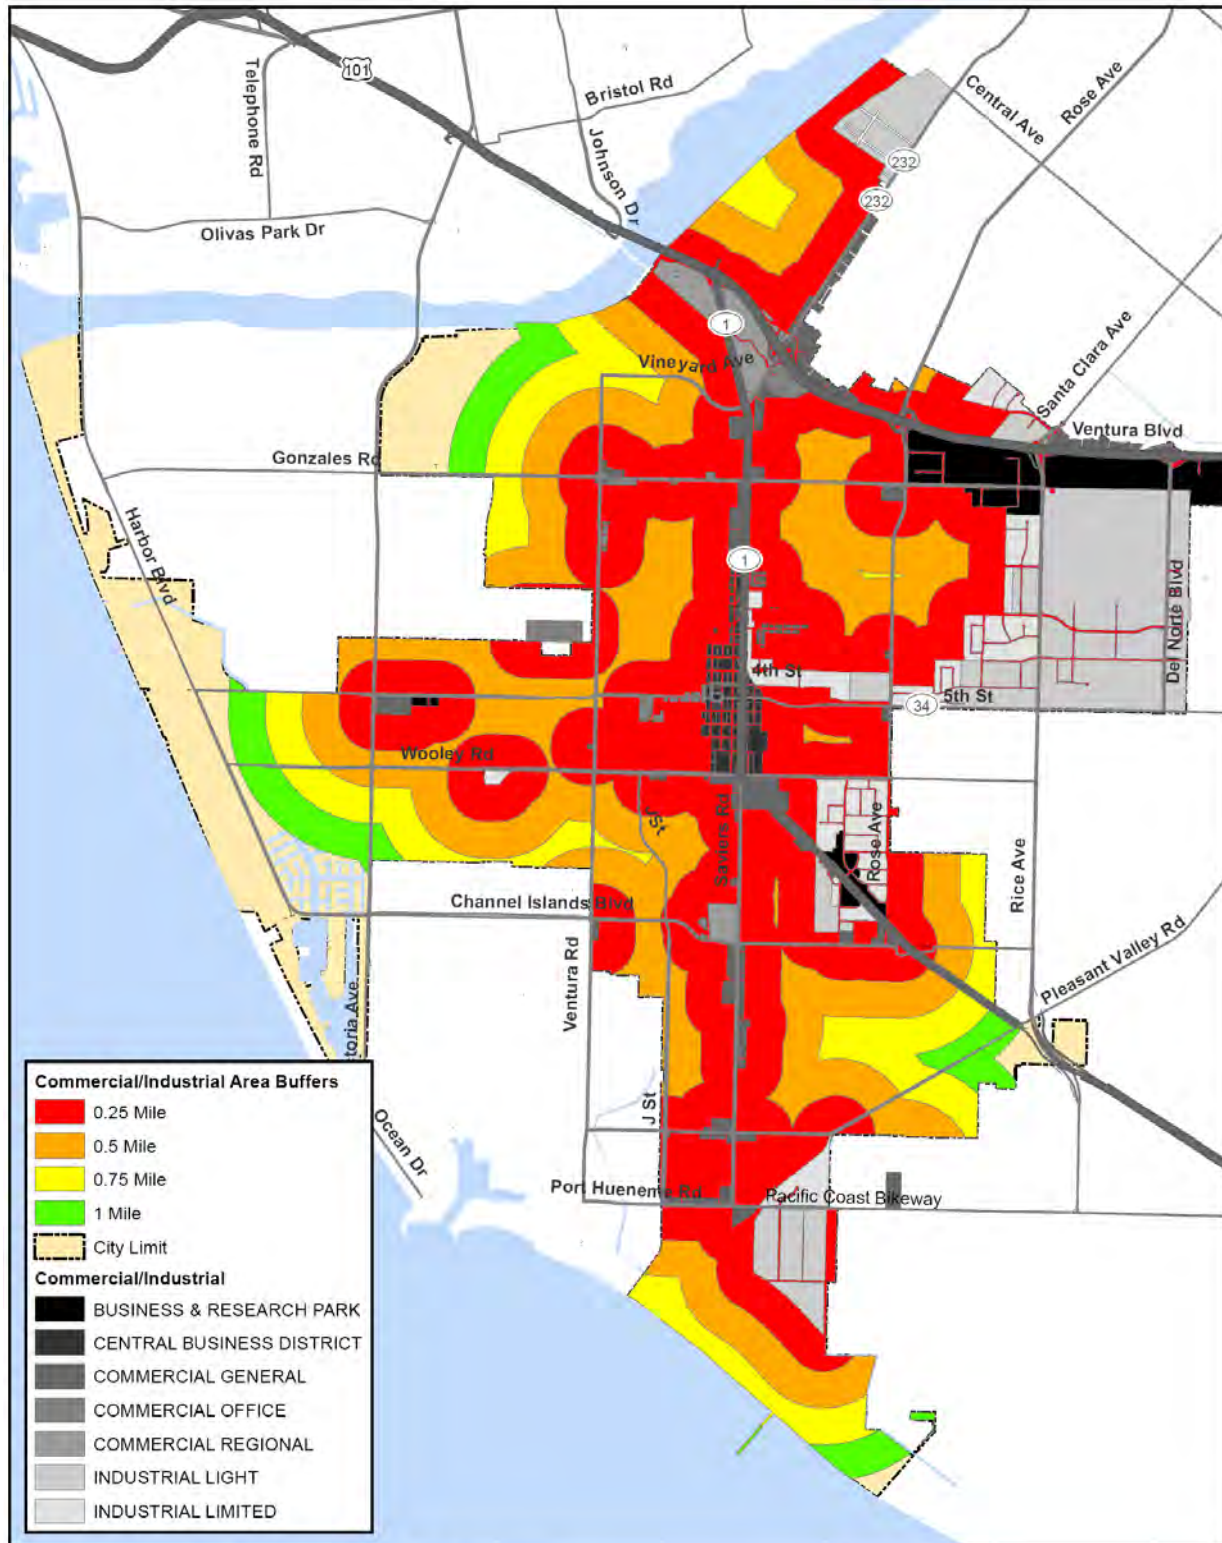 101
Telephone Rd
Bristol Rd
Johnson Dr
Olivas Park Dr
Central Ave
Rose Ave
232
232
1
Vineyard Ave
Santa Clara Ave
Ventura Blvd
Gonzales Rd
Harbor Blvd
1
Del Norte Blvd
4th St
5th St
34
Wooley Rd
J St
Saviers Rd
Rose Ave
Rice Ave
Channel Islands Blvd
Ventura Rd
Pleasant Valley Rd
toria Ave
J St
Ocean Dr
Port Hueneme Rd
Pacific Coast Bikeway
Commercial/Industrial Area Buffers
0.25 Mile
0.5 Mile
0.75 Mile
1 Mile
City Limit
Commercial/Industrial
BUSINESS & RESEARCH PARK
CENTRAL BUSINESS DISTRICT
COMMERCIAL GENERAL
COMMERCIAL OFFICE
COMMERCIAL REGIONAL
INDUSTRIAL LIGHT
INDUSTRIAL LIMITED